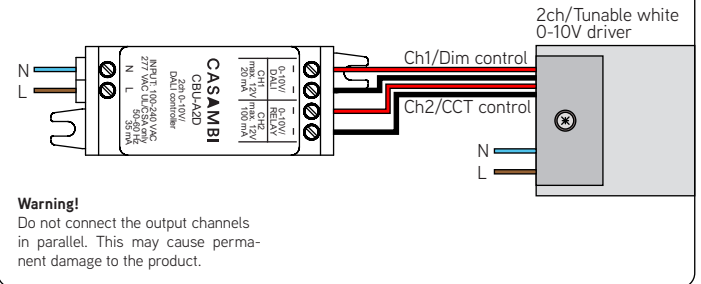 2ch/Tunable white
0-10V driver
Ch1/Dim control
N
L
INPUT: 100-240 VAC
277 VAC UL/CSA only
50-60 Hz
35 mA
N L
CASAMBI
CBU-A2D
2ch 0-10V/
DALI controller
0-10V/
DALI
CH1
max. 12V
20 mA
0-10V/
RELAY
CH2
max. 12V
100 mA
Ch2/CCT control
N
L
Warning!
Do not connect the output channels
in parallel. This may cause perma-
nent damage to the product.